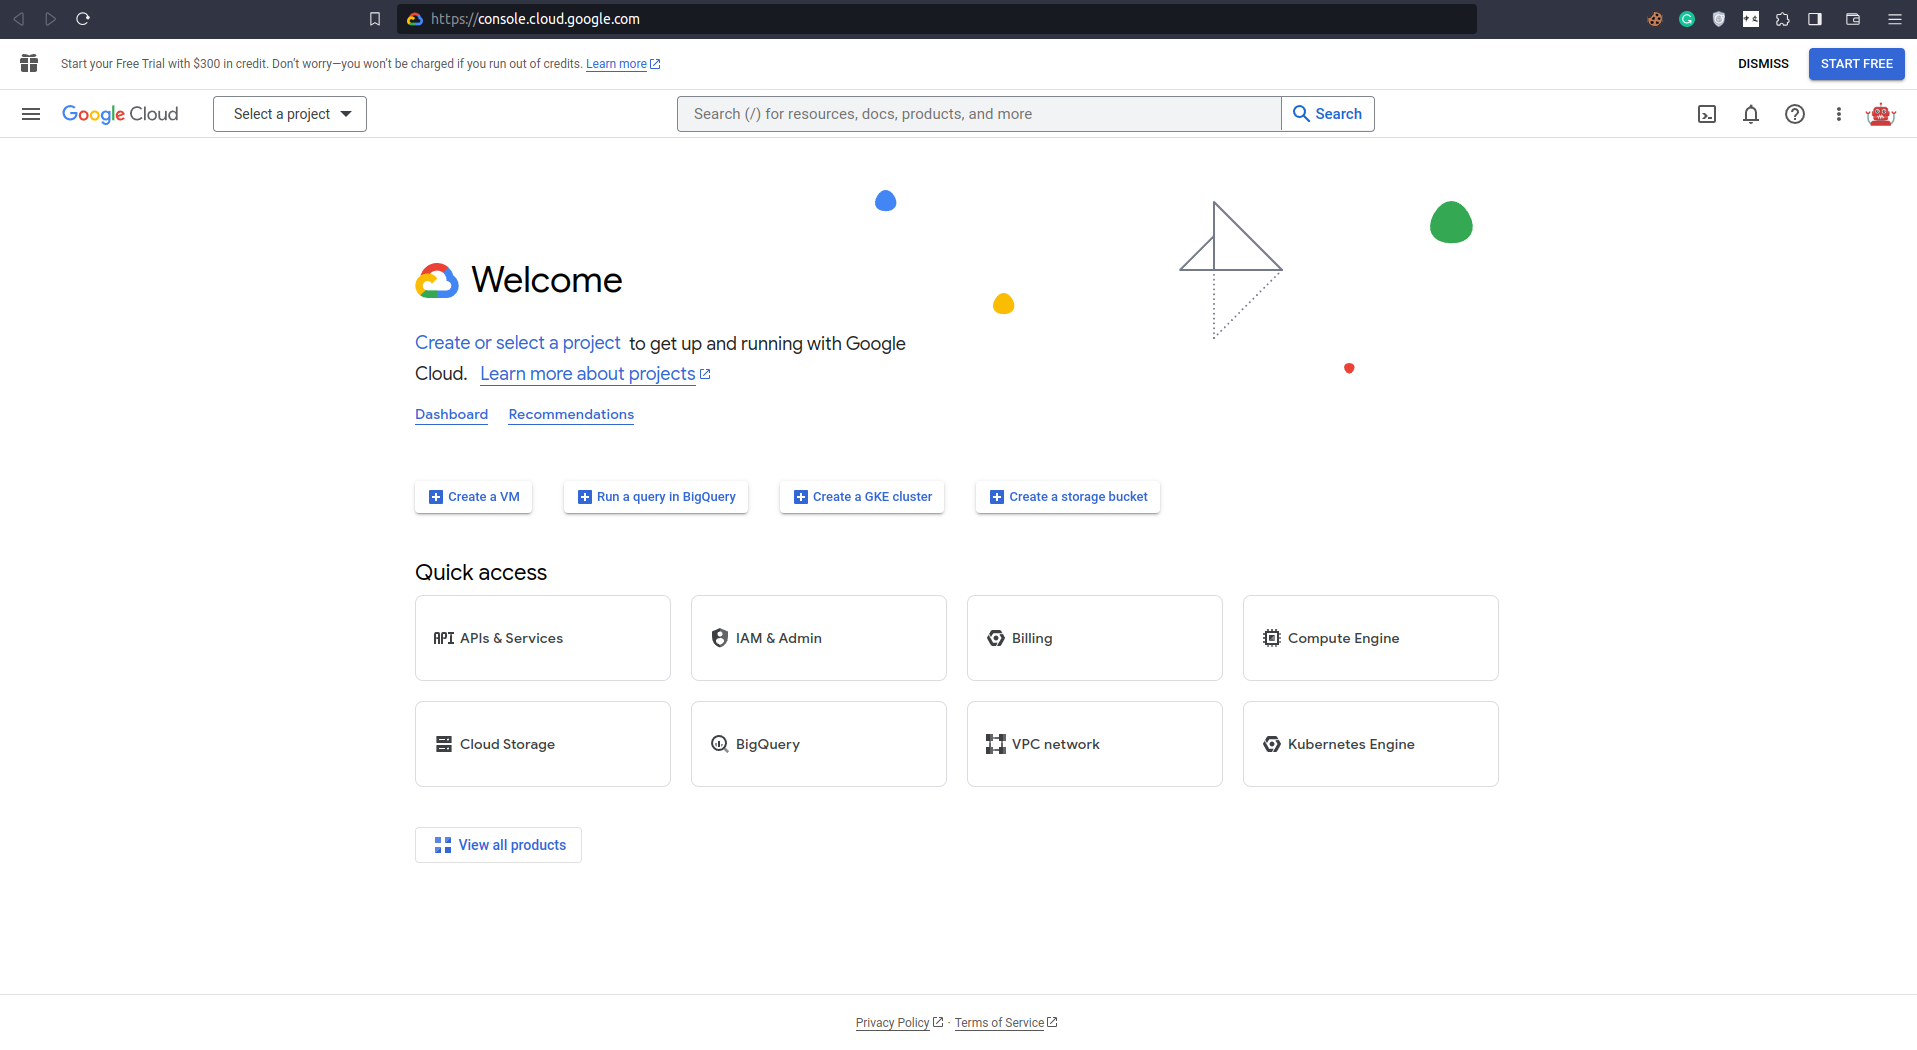 https://console.cloud.google.com
Start your Free Trial with $300 in credit. Don't worry—you won't be charged if you run out of credits. Learn more
DISMISS
START FREE
Google Cloud
Select a project
Search (/) for resources, docs, products, and more
Search
Welcome
Create or select a project to get up and running with Google
Cloud. Learn more about projects
Dashboard
Recommendations
Create a VM
Run a query in BigQuery
Create a GKE cluster
Create a storage bucket
Quick access
API APIs & Services
IAM & Admin
Billing
Compute Engine
Cloud Storage
BigQuery
VPC network
Kubernetes Engine
View all products
Privacy Policy · Terms of Service